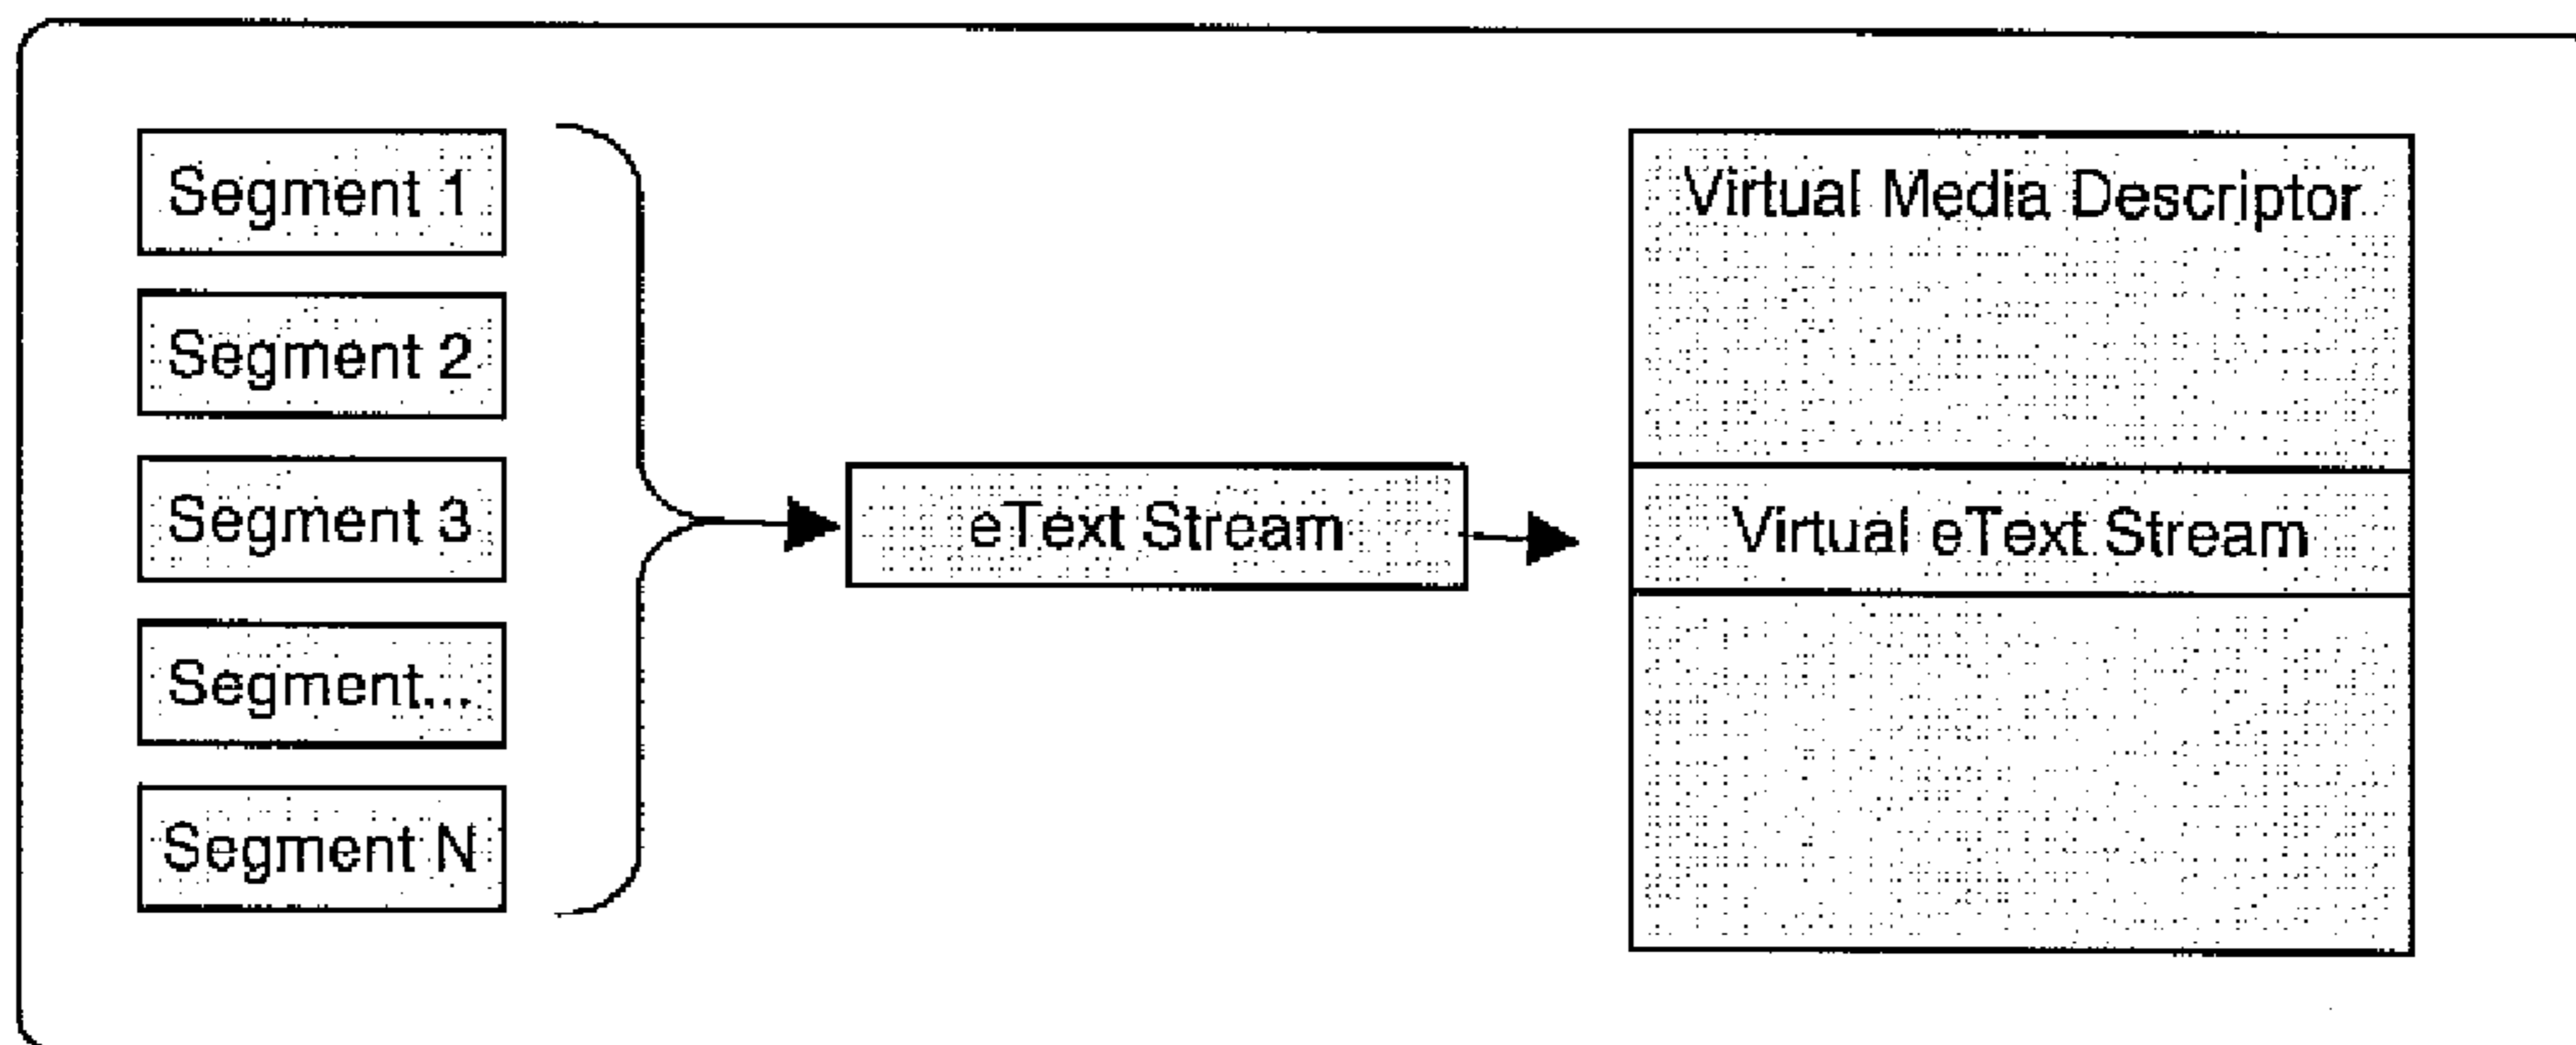 Segment 1
Segment 2
Segment 3
Segment...
Segment N
eText Stream
Virtual Media Descriptor
Virtual eText Stream